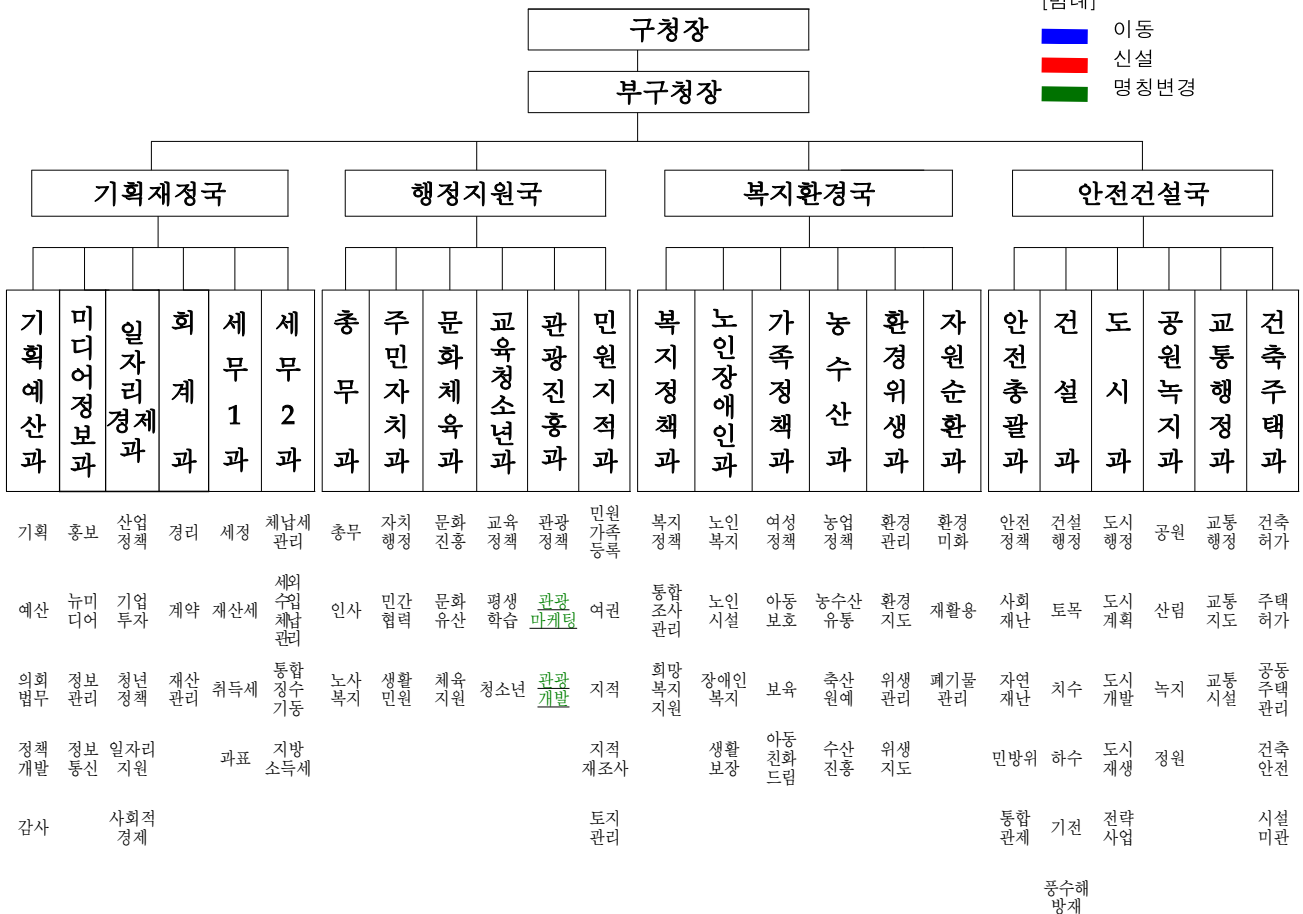 [범례]
이동
신설
명칭변경
구청장
부구청장
기획재정국
행정지원국
복지환경국
안전건설국
기획예산과
미디어정보과
일자리경제과
회계과
세무1과
세무2과
총무과
주민자치과
문화체육과
교육청소년과
관광진흥과
민원지적과
복지정책과
노인장애인과
가족정책과
농수산과
환경위생과
자원순환과
안전총괄과
건설과
도시과
공원녹지과
교통행정과
건축주택과
기획
예산
의회
법무
정책
개발
감사
홍보
뉴미
디어
정보
관리
정보
통신
산업
정책
기업
투자
청년
정책
일자리
지원
사회적
경제
경리
계약
재산
관리
세정
재산세
취득세
과표
체납세
관리
세외
수입
체납
관리
통합
징수
기동
지방
소득세
총무
인사
노사
복지
자치
행정
민간
협력
생활
민원
문화
진흥
문화
유산
체육
지원
교육
정책
평생
학습
청소년
관광
정책
관광
마케팅
관광
개발
민원
가족
등록
여권
지적
지적
재조사
토지
관리
복지
정책
통합
조사
관리
희망
복지
지원
노인
복지
노인
시설
장애인
복지
생활
보장
여성
정책
아동
보호
보육
아동
친화
드림
농업
정책
농수산
유통
축산
원예
수산
진흥
환경
관리
환경
지도
위생
관리
위생
지도
환경
미화
재활용
폐기물
관리
안전
정책
사회
재난
자연
재난
민방위
통합
관제
건설
행정
토목
치수
하수
기전
풍수해
방재
도시
행정
도시
계획
도시
개발
도시
재생
전략
사업
공원
산림
녹지
정원
교통
행정
교통
지도
교통
시설
건축
허가
주택
허가
공동
주택
관리
건축
안전
시설
미관